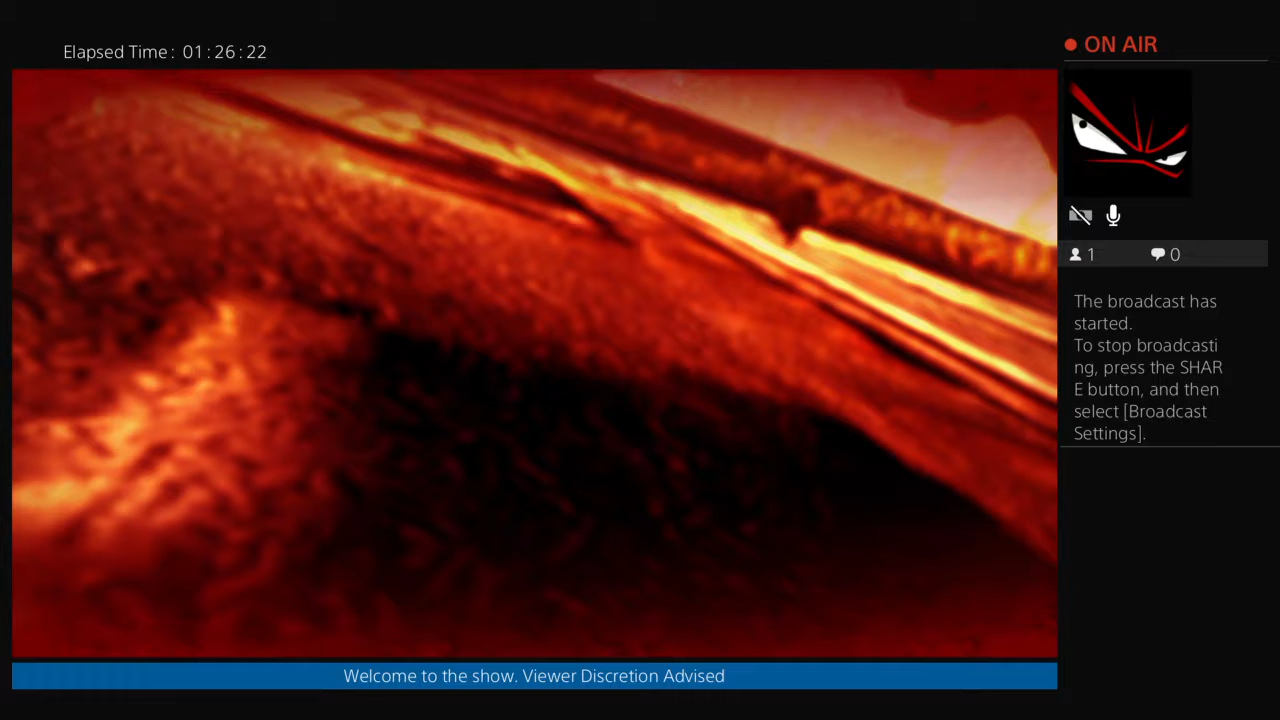 Elapsed Time: 01:26:22
ON AIR
1
0
The broadcast has
started.
To stop broadcasti
ng, press the SHAR
E button, and then
select [Broadcast
Settings].
Welcome to the show. Viewer Discretion Advised